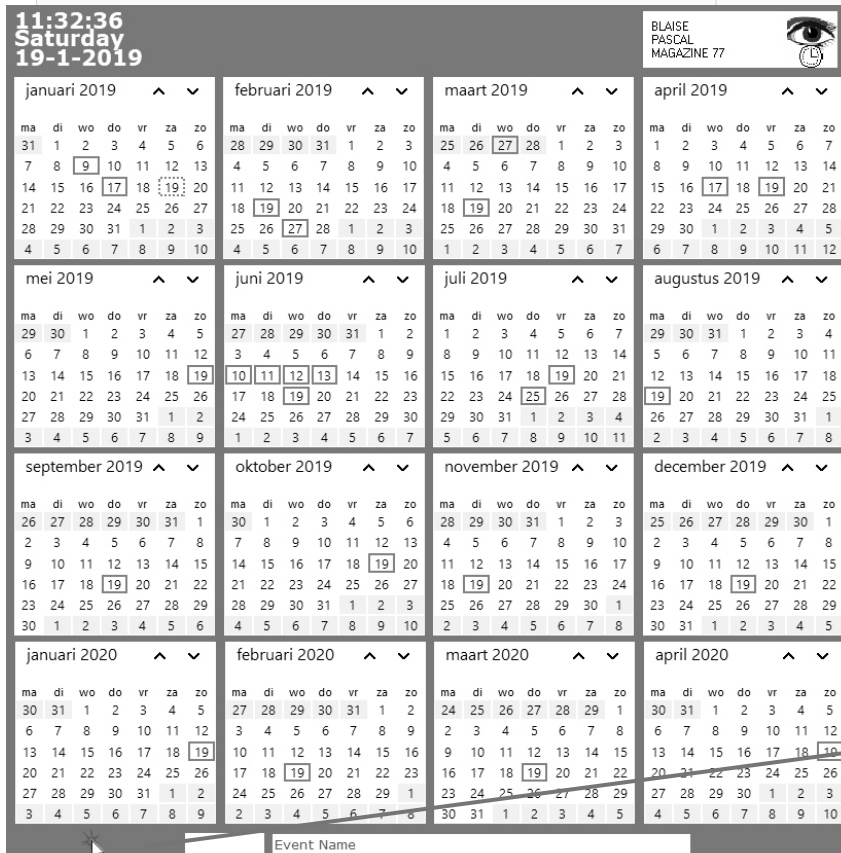 11:32:36
Saturday
19-1-2019
BLAISE
PASCAL
MAGAZINE 77
januari 2019
ma di wo do vr za zo
31 1 2 3 4 5 6
7 8 9 10 11 12 13
14 15 16 17 18 19 20
21 22 23 24 25 26 27
28 29 30 31 1 2 3
4 5 6 7 8 9 10
februari 2019
ma di wo do vr za zo
28 29 30 31 1 2 3
4 5 6 7 8 9 10
11 12 13 14 15 16 17
18 19 20 21 22 23 24
25 26 27 28 1 2 3
4 5 6 7 8 9 10
maart 2019
ma di wo do vr za zo
25 26 27 28 1 2 3
4 5 6 7 8 9 10
11 12 13 14 15 16 17
18 19 20 21 22 23 24
25 26 27 28 29 30 31
1 2 3 4 5 6 7
april 2019
ma di wo do vr za zo
1 2 3 4 5 6 7
8 9 10 11 12 13 14
15 16 17 18 19 20 21
22 23 24 25 26 27 28
29 30 1 2 3 4 5
6 7 8 9 10 11 12
mei 2019
ma di wo do vr za zo
29 30 1 2 3 4 5
6 7 8 9 10 11 12
13 14 15 16 17 18 19
20 21 22 23 24 25 26
27 28 29 30 31 1 2
3 4 5 6 7 8 9
juni 2019
ma di wo do vr za zo
27 28 29 30 31 1 2
3 4 5 6 7 8 9
10 11 12 13 14 15 16
17 18 19 20 21 22 23
24 25 26 27 28 29 30
1 2 3 4 5 6 7
juli 2019
ma di wo do vr za zo
1 2 3 4 5 6 7
8 9 10 11 12 13 14
15 16 17 18 19 20 21
22 23 24 25 26 27 28
29 30 31 1 2 3 4
5 6 7 8 9 10 11
augustus 2019
ma di wo do vr za zo
29 30 31 1 2 3 4
5 6 7 8 9 10 11
12 13 14 15 16 17 18
19 20 21 22 23 24 25
26 27 28 29 30 31 1
2 3 4 5 6 7 8
september 2019
ma di wo do vr za zo
26 27 28 29 30 31 1
2 3 4 5 6 7 8
9 10 11 12 13 14 15
16 17 18 19 20 21 22
23 24 25 26 27 28 29
30 1 2 3 4 5 6
oktober 2019
ma di wo do vr za zo
30 1 2 3 4 5 6
7 8 9 10 11 12 13
14 15 16 17 18 19 20
21 22 23 24 25 26 27
28 29 30 31 1 2 3
4 5 6 7 8 9 10
november 2019
ma di wo do vr za zo
28 29 30 31 1 2 3
4 5 6 7 8 9 10
11 12 13 14 15 16 17
18 19 20 21 22 23 24
25 26 27 28 29 30 1
2 3 4 5 6 7 8
december 2019
ma di wo do vr za zo
25 26 27 28 29 30 1
2 3 4 5 6 7 8
9 10 11 12 13 14 15
16 17 18 19 20 21 22
23 24 25 26 27 28 29
30 31 1 2 3 4 5
januari 2020
ma di wo do vr za zo
30 31 1 2 3 4 5
6 7 8 9 10 11 12
13 14 15 16 17 18 19
20 21 22 23 24 25 26
27 28 29 30 31 1 2
3 4 5 6 7 8 9
februari 2020
ma di wo do vr za zo
27 28 29 30 31 1 2
3 4 5 6 7 8 9
10 11 12 13 14 15 16
17 18 19 20 21 22 23
24 25 26 27 28 29 1
2 3 4 5 6 7 8
maart 2020
ma di wo do vr za zo
24 25 26 27 28 29 1
2 3 4 5 6 7 8
9 10 11 12 13 14 15
16 17 18 19 20 21 22
23 24 25 26 27 28 29
30 31 1 2 3 4 5
april 2020
ma di wo do vr za zo
30 31 1 2 3 4 5
6 7 8 9 10 11 12
13 14 15 16 17 18 19
20 21 22 23 24 25 26
27 28 29 30 1 2 3
4 5 6 7 8 9 10
Event Name